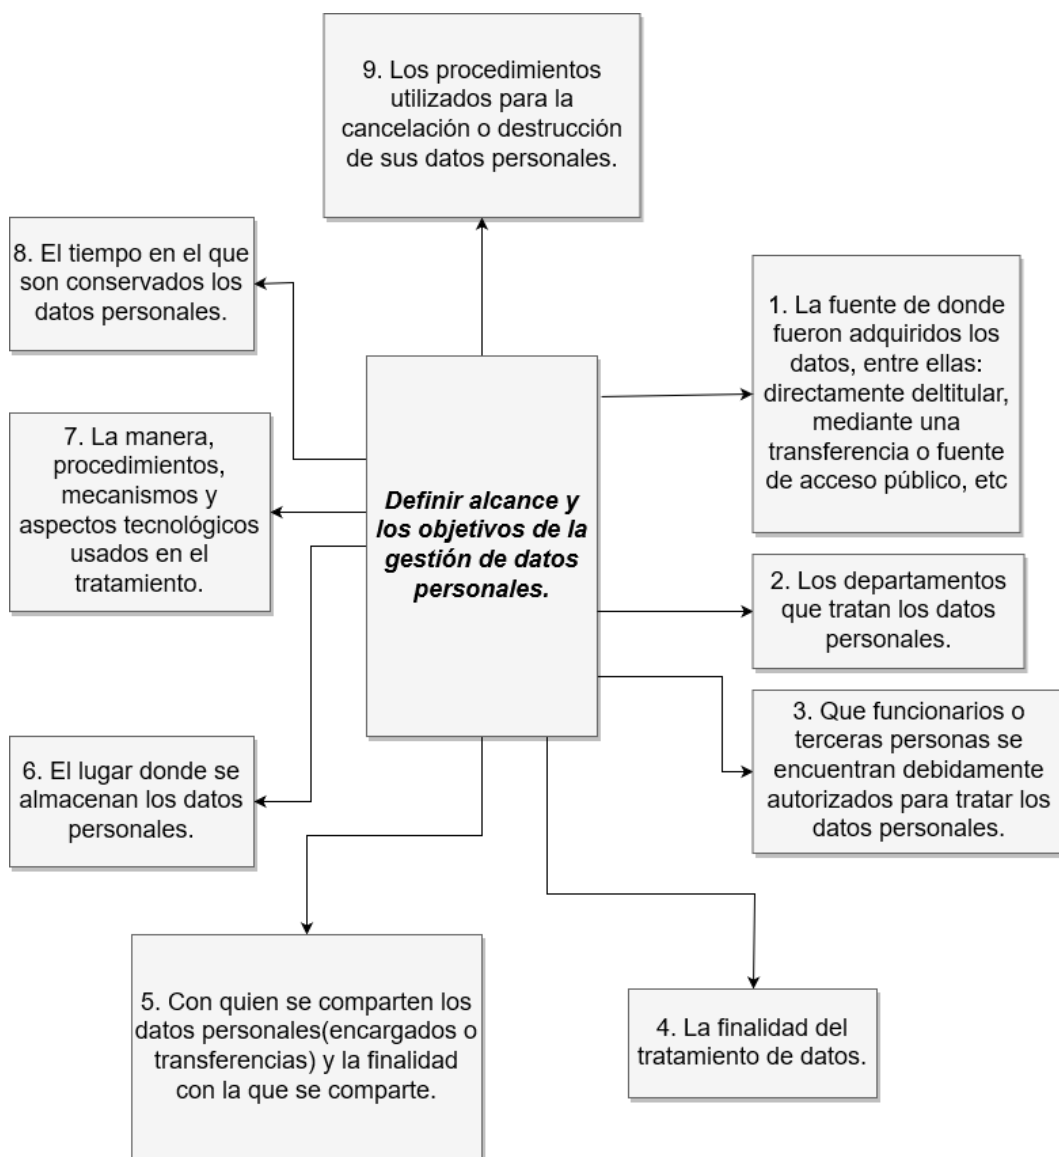 9. Los procedimientos
utilizados para la
cancelación o destrucción
de sus datos personales.
8. El tiempo en el que
son conservados los
datos personales.
1. La fuente de donde
fueron adquiridos los
datos, entre ellas:
directamente deltitular,
mediante una
transferencia o fuente
de acceso público, etc
7. La manera,
procedimientos,
mecanismos y
aspectos tecnológicos
usados en el
tratamiento.
Definir alcance y
los objetivos de la
gestión de datos
personales.
2. Los departamentos
que tratan los datos
personales.
3. Que funcionarios o
terceras personas se
encuentran debidamente
autorizados para tratar los
datos personales.
6. El lugar donde se
almacenan los datos
personales.
5. Con quien se comparten los
datos personales(encargados o
transferencias) y la finalidad
con la que se comparte.
4. La finalidad del
tratamiento de datos.